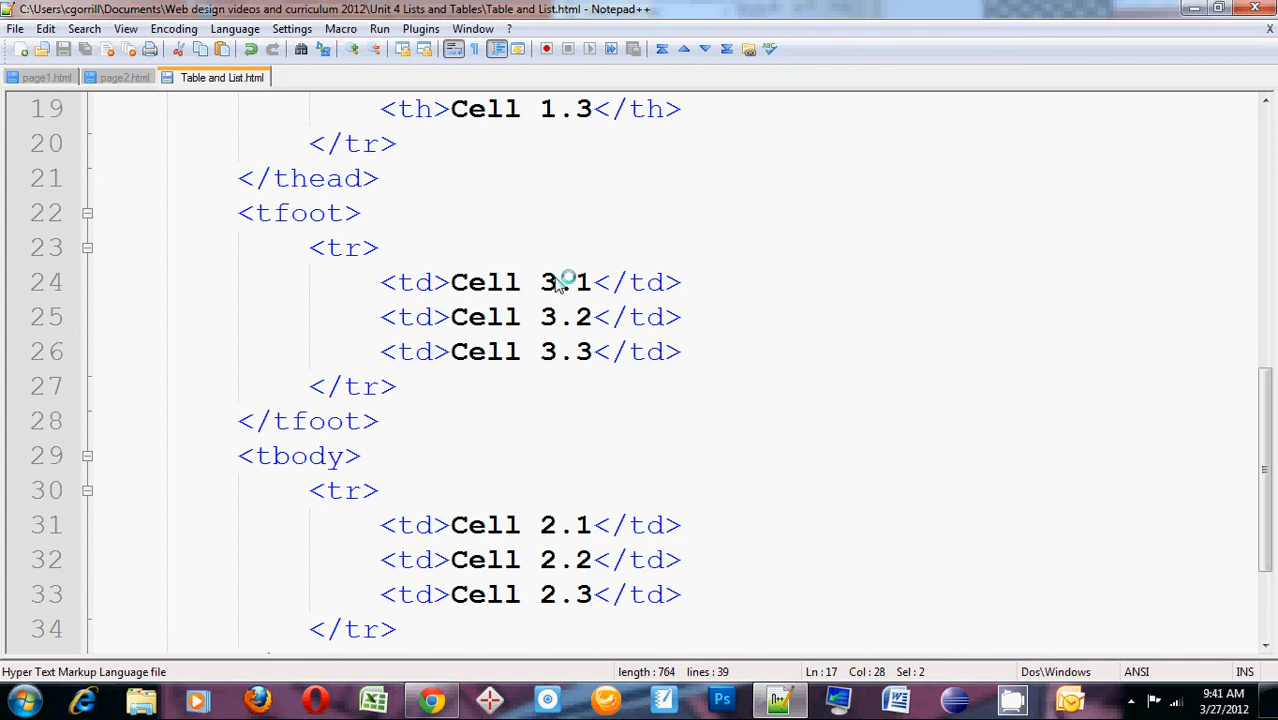 C:\Users\cgorrill\Documents\Web design videos and curriculum 2012\Unit 4 Lists and Tables\Table and List.html - Notepad++
File Edit Search View Encoding Language Settings Macro Run Plugins Window ? X
page1.html page2.html Table and List.html
19 <th>Cell 1.3</th>
20 </tr>
21 </thead>
22 <tfoot>
23 <tr>
24 <td>Cell 3.1</td>
25 <td>Cell 3.2</td>
26 <td>Cell 3.3</td>
27 </tr>
28 </tfoot>
29 <tbody>
30 <tr>
31 <td>Cell 2.1</td>
32 <td>Cell 2.2</td>
33 <td>Cell 2.3</td>
34 </tr>
Hyper Text Markup Language file length : 764 lines : 39 Ln : 17 Col : 28 Sel : 2 Dos\Windows ANSI INS
Ps
9:41 AM
3/27/2012